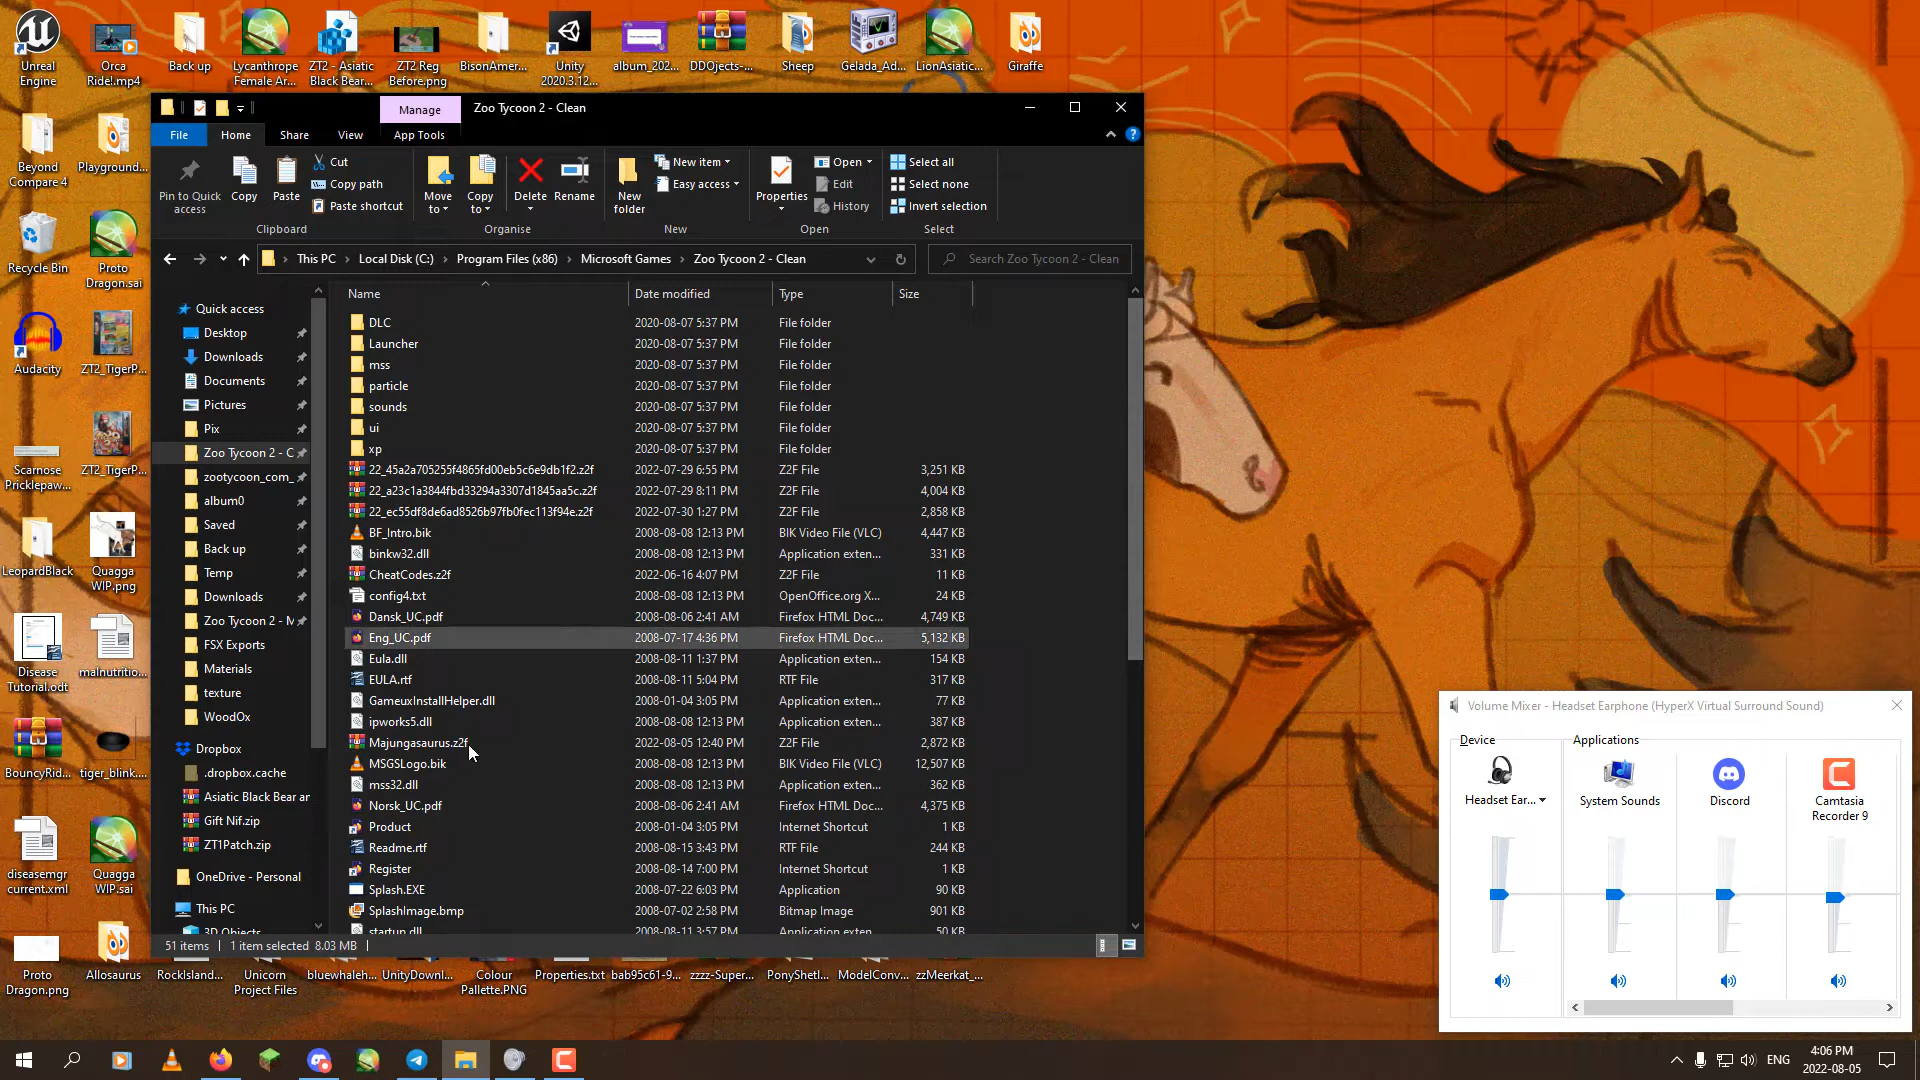 Unreal
Engine
Orca
Ride!.mp4
Back up
Lycanthrope
Female Ar...
ZT2 - Asiatic
Black Bear...
ZT2 Reg
Before.png
BisonAmer...
Unity
2020.3.12...
album_202...
DDOjects-...
Sheep
Gelada_Ad...
LionAsiatic...
Giraffe
Beyond
Compare 4
Playground...
Recycle Bin
Proto
Dragon.sai
Audacity
ZT2_TigerP...
Scarnose
Pricklepaw...
ZT2_TigerP...
LeopardBlack
Quagga
WIP.png
Disease
Tutorial.odt
malnutritio...
BouncyRid...
tiger_blink....
diseasemgr
current.xml
Quagga
WIP.sai
Proto
Dragon.png
Allosaurus
RockIsland...
Unicorn
Project Files
bluewhaleh...
UnityDownl...
Colour
Pallette.PNG
Properties.txt
bab95c61-9...
zzzz-Super...
PonyShetl...
ModelConv...
zzMeerkat_...
Manage
Zoo Tycoon 2 - Clean
File
Home
Share
View
App Tools
Pin to Quick
access
Copy
Paste
Cut
Copy path
Paste shortcut
Clipboard
Move
to
Copy
to
Delete
Rename
Organise
New
folder
New item
Easy access
New
Properties
Open
Edit
History
Open
Select all
Select none
Invert selection
Select
This PC > Local Disk (C:) > Program Files (x86) > Microsoft Games > Zoo Tycoon 2 - Clean
Search Zoo Tycoon 2 - Clean
Quick access
Desktop
Downloads
Documents
Pictures
Pix
Zoo Tycoon 2 - C
zootycoon_com_
album0
Saved
Back up
Temp
Downloads
Zoo Tycoon 2 - M
FSX Exports
Materials
texture
WoodOx
Dropbox
.dropbox.cache
Asiatic Black Bear ar
Gift Nif.zip
ZT1Patch.zip
OneDrive - Personal
This PC
3D Objects
Name Date modified Type Size
DLC 2020-08-07 5:37 PM File folder
Launcher 2020-08-07 5:37 PM File folder
mss 2020-08-07 5:37 PM File folder
particle 2020-08-07 5:37 PM File folder
sounds 2020-08-07 5:37 PM File folder
ui 2020-08-07 5:37 PM File folder
xp 2020-08-07 5:37 PM File folder
22_45a2a705255f4865fd00eb5c6e9db1f2.z2f 2022-07-29 6:55 PM Z2F File 3,251 KB
22_a23c1a3844fbd33294a3307d1845aa5c.z2f 2022-07-29 8:11 PM Z2F File 4,004 KB
22_ec55df8de6ad8526b97fb0fec113f94e.z2f 2022-07-30 1:27 PM Z2F File 2,858 KB
BF_Intro.bik 2008-08-08 12:13 PM BIK Video File (VLC) 4,447 KB
binkw32.dll 2008-08-08 12:13 PM Application exten... 331 KB
CheatCodes.z2f 2022-06-16 4:07 PM Z2F File 11 KB
config4.txt 2008-08-08 12:13 PM OpenOffice.org X... 24 KB
Dansk_UC.pdf 2008-08-06 2:41 AM Firefox HTML Doc... 4,749 KB
Eng_UC.pdf 2008-07-17 4:36 PM Firefox HTML Doc... 5,132 KB
Eula.dll 2008-08-11 1:37 PM Application exten... 154 KB
EULA.rtf 2008-08-11 5:04 PM RTF File 317 KB
GameuxInstallHelper.dll 2008-01-04 3:05 PM Application exten... 77 KB
ipworks5.dll 2008-08-08 12:13 PM Application exten... 387 KB
Majungasaurus.z2f 2022-08-05 12:40 PM Z2F File 2,872 KB
MSGSLogo.bik 2008-08-08 12:13 PM BIK Video File (VLC) 12,507 KB
mss32.dll 2008-08-08 12:13 PM Application exten... 362 KB
Norsk_UC.pdf 2008-08-06 2:41 AM Firefox HTML Doc... 4,375 KB
Product 2008-01-04 3:05 PM Internet Shortcut 1 KB
Readme.rtf 2008-08-15 3:43 PM RTF File 244 KB
Register 2008-08-14 7:00 PM Internet Shortcut 1 KB
Splash.EXE 2008-07-22 6:03 PM Application 90 KB
SplashImage.bmp 2008-07-02 2:58 PM Bitmap Image 901 KB
startup.dll 2008-08-11 3:57 PM Application exten... 50 KB
51 items 1 item selected 8.03 MB
Volume Mixer - Headset Earphone (HyperX Virtual Surround Sound)
Device
Applications
Headset Ear...
System Sounds
Discord
Camtasia
Recorder 9
ENG
4:06 PM
2022-08-05